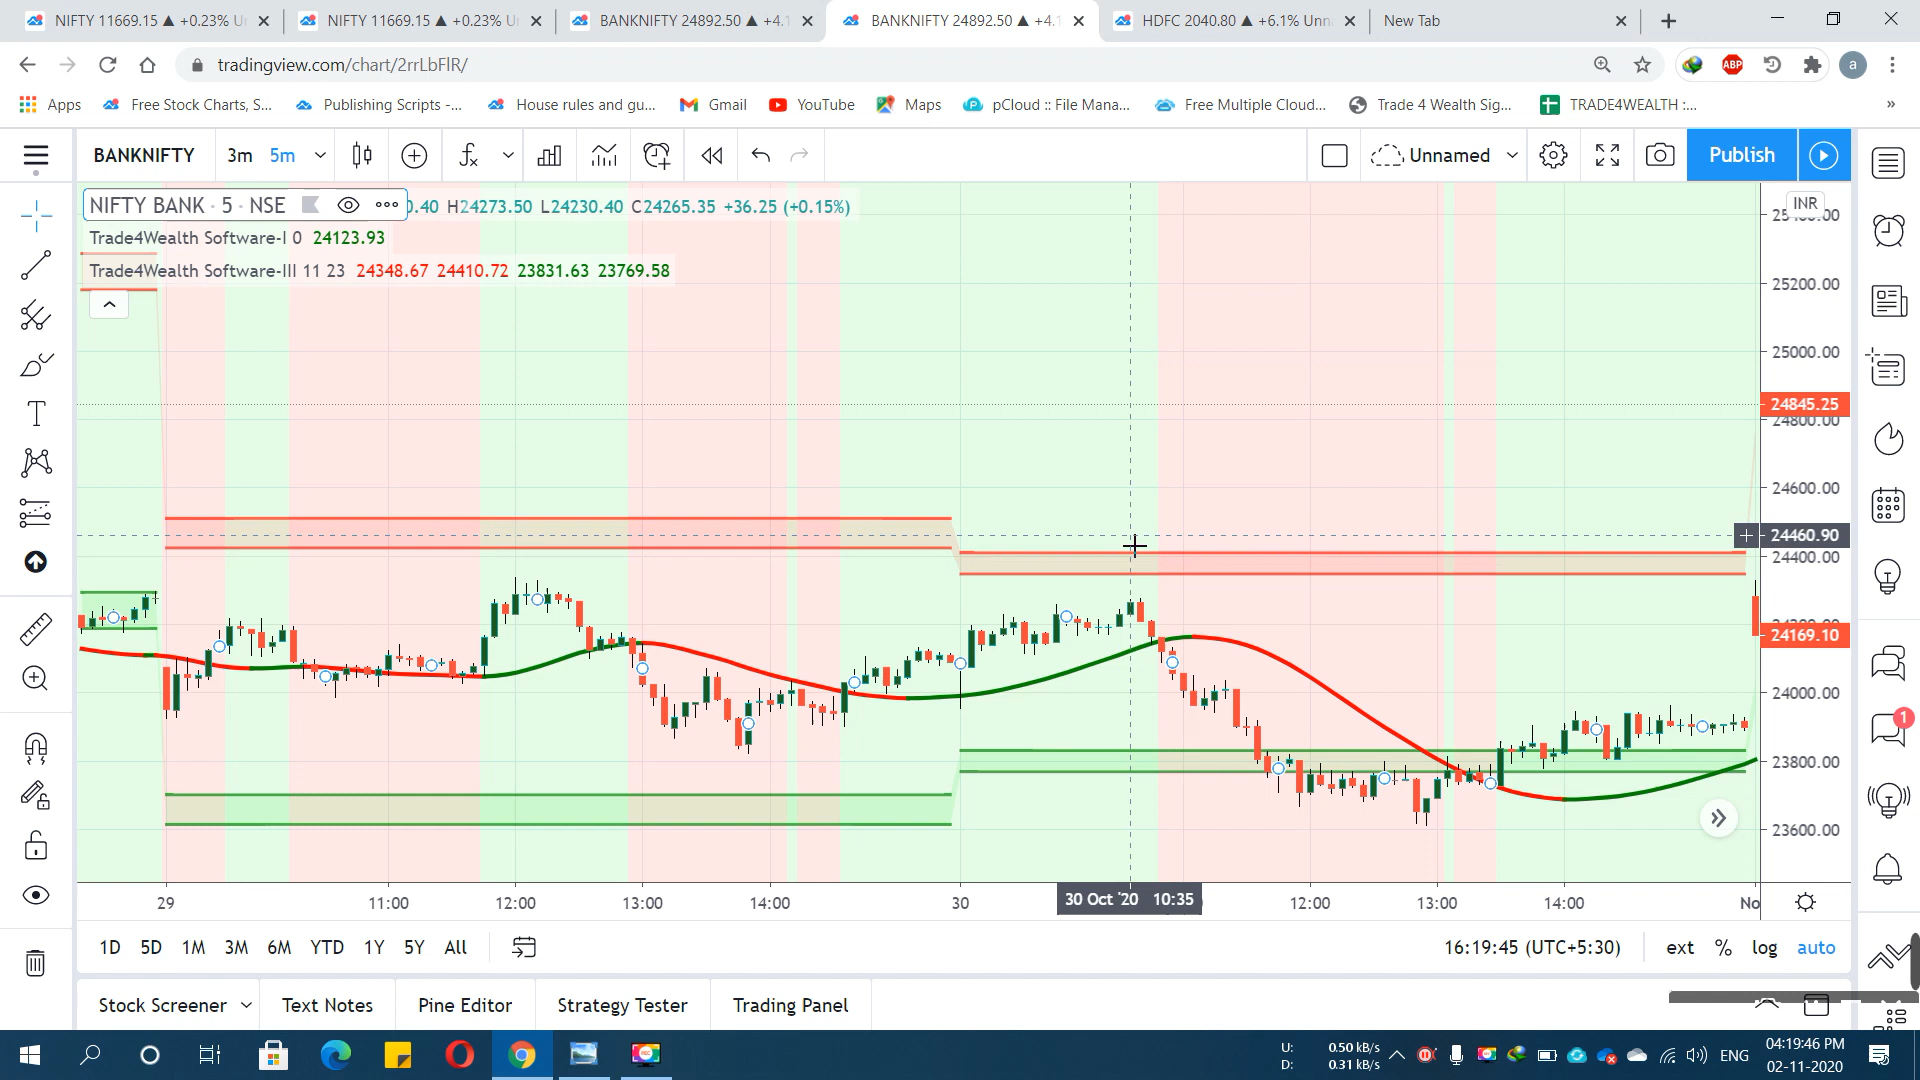 NIFTY 11669.15 ▲ +0.23% U
NIFTY 11669.15 ▲ +0.23% U
BANKNIFTY 24892.50 ▲ +4.1
BANKNIFTY 24892.50 ▲ +4.1
HDFC 2040.80 ▲ +6.1% Unn
New Tab
tradingview.com/chart/2rrLbFlR/
ABP
a
Apps
Free Stock Charts, S...
Publishing Scripts -...
House rules and gu...
Gmail
YouTube
Maps
pCloud :: File Mana...
Free Multiple Cloud...
Trade 4 Wealth Sig...
TRADE4WEALTH :...
»
BANKNIFTY
3m
5m
Unnamed
Publish
NIFTY BANK · 5 · NSE
0.40 H24273.50 L24230.40 C24265.35 +36.25 (+0.15%)
INR
Trade4Wealth Software-I 0 24123.93
Trade4Wealth Software-III 11 23 24348.67 24410.72 23831.63 23769.58
25200.00
25000.00
24845.25
24800.00
24600.00
24460.90
24400.00
24169.10
24000.00
23800.00
23600.00
1
29
11:00
12:00
13:00
14:00
30
30 Oct '20 10:35
12:00
13:00
14:00
No
1D
5D
1M
3M
6M
YTD
1Y
5Y
All
16:19:45 (UTC+5:30)
ext
%
log
auto
Stock Screener
Text Notes
Pine Editor
Strategy Tester
Trading Panel
U: 0.50 kB/s
D: 0.31 kB/s
ENG
04:19:46 PM
02-11-2020